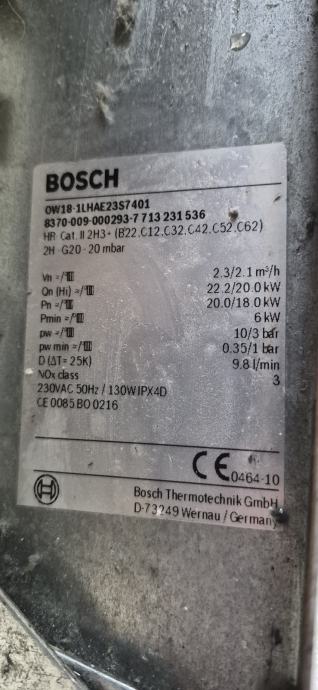 BOSCH
OW18-1LHAE23S7401
8370-009-000293-7 713 231 536
HR Cat. II 2H3+ (B22,C12,C32,C42,C52,C62)
2H G20-20 mbar
Vn =/ 2.3/2.1 m³/h
Qn (Hi) =/ 22.2/20.0 kW
Pn =/ 20.0/18.0 kW
Pmin =/ 6 kW
pw =/ 10/3 bar
pw min =/ 0.35/1 bar
D (ΔT= 25K) 9.8 l/min
NOx class 3
230VAC 50Hz / 130W IPX4D
CE 0085 BO 0216
CE 0464-10
Bosch Thermotechnik GmbH
D-73249 Wernau / Germany